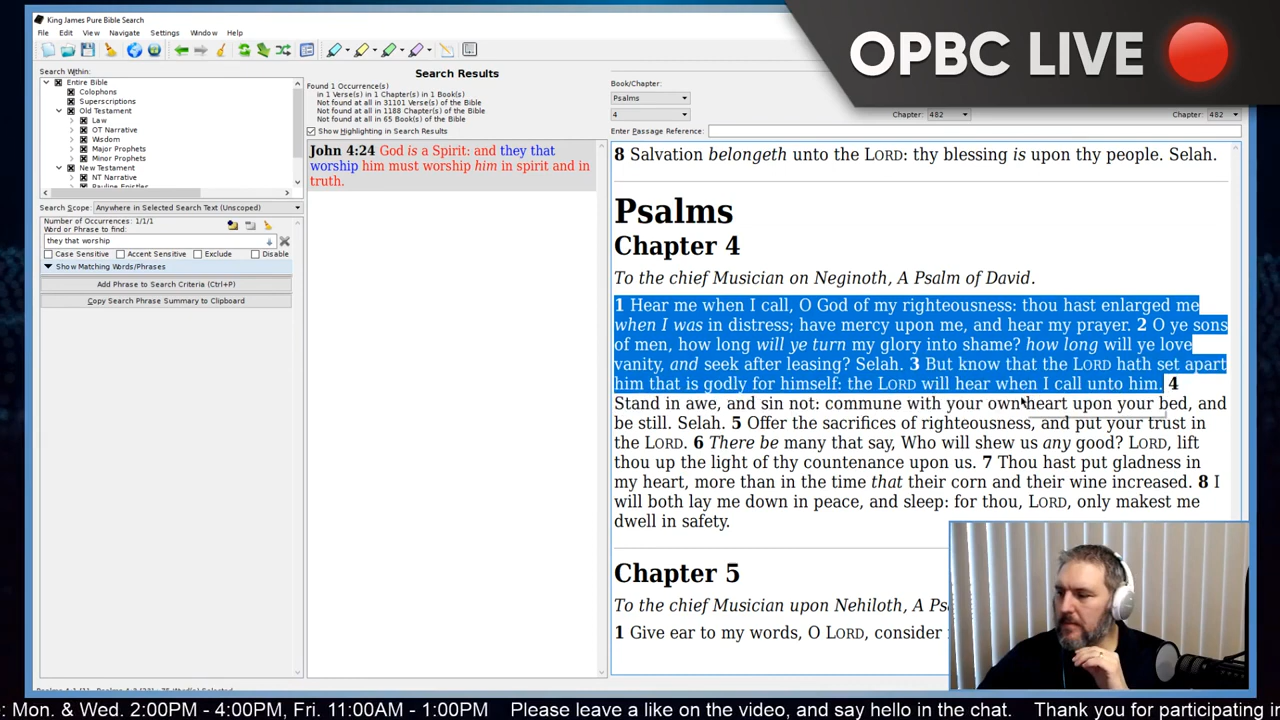 King James Pure Bible Search
OPBC LIVE
File Edit View Navigate Settings Window Help
Search Within:
Entire Bible
Colophons
Superscriptions
Old Testament
Law
OT Narrative
Wisdom
Major Prophets
Minor Prophets
New Testament
NT Narrative
Pauline Epistles
Search Scope: Anywhere in Selected Search Text (Unscoped)
Number of Occurrences: 1/1/1
Word or Phrase to find:
they that worship
Case Sensitive Accent Sensitive Exclude Disable
Show Matching Words/Phrases
Add Phrase to Search Criteria (Ctrl+P)
Copy Search Phrase Summary to Clipboard
Search Results
Found 1 Occurrence(s)
in 1 Verse(s) in 1 Chapter(s) in 1 Book(s)
Not found at all in 31101 Verse(s) of the Bible
Not found at all in 1188 Chapter(s) of the Bible
Not found at all in 65 Book(s) of the Bible
Show Highlighting in Search Results
John 4:24 God is a Spirit: and they that
worship him must worship him in spirit and in
truth.
Book/Chapter:
Psalms
4
Chapter: 482
Chapter: 482
Enter Passage Reference:
8 Salvation belongeth unto the LORD: thy blessing is upon thy people. Selah.
Psalms
Chapter 4
To the chief Musician on Neginoth, A Psalm of David.
1 Hear me when I call, O God of my righteousness: thou hast enlarged me
when I was in distress; have mercy upon me, and hear my prayer. 2 O ye sons
of men, how long will ye turn my glory into shame? how long will ye love
vanity, and seek after leasing? Selah. 3 But know that the LORD hath set apart
him that is godly for himself: the LORD will hear when I call unto him. 4
Stand in awe, and sin not: commune with your own heart upon your bed, and
be still. Selah. 5 Offer the sacrifices of righteousness, and put your trust in
the LORD. 6 There be many that say, Who will shew us any good? LORD, lift
thou up the light of thy countenance upon us. 7 Thou hast put gladness in
my heart, more than in the time that their corn and their wine increased. 8 I
will both lay me down in peace, and sleep: for thou, LORD, only makest me
dwell in safety.
Chapter 5
To the chief Musician upon Nehiloth, A Ps
1 Give ear to my words, O LORD, consider
: Mon. & Wed. 2:00PM - 4:00PM, Fri. 11:00AM - 1:00PM Please leave a like on the video, and say hello in the chat. Thank you for participating in